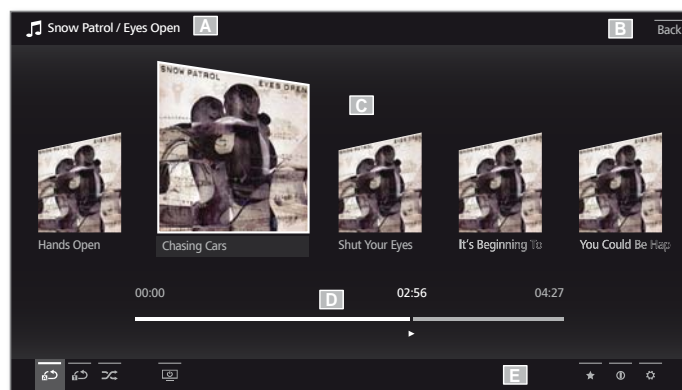 Snow Patrol / Eyes Open A B Back
SNOW PATROL EYES OPEN
C
Hands Open Chasing Cars Shut Your Eyes It's Beginning To You Could Be Hap
00:00 D 02:56 04:27
E